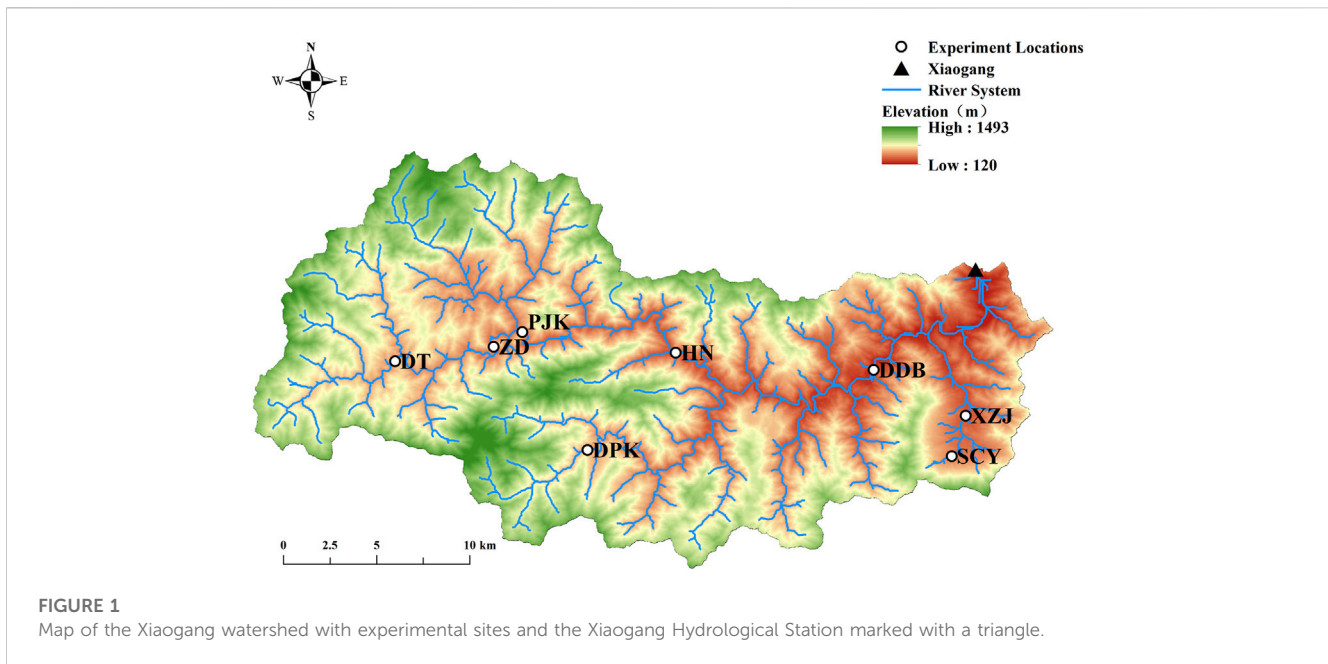 N
W E
S
Experiment Locations
Xiaogang
River System
Elevation（m）
High : 1493
Low : 120
PJK
ZD
DT
HN
DDB
XZJ
SCY
DPK
0 2.5 5 10 km
FIGURE 1
Map of the Xiaogang watershed with experimental sites and the Xiaogang Hydrological Station marked with a triangle.